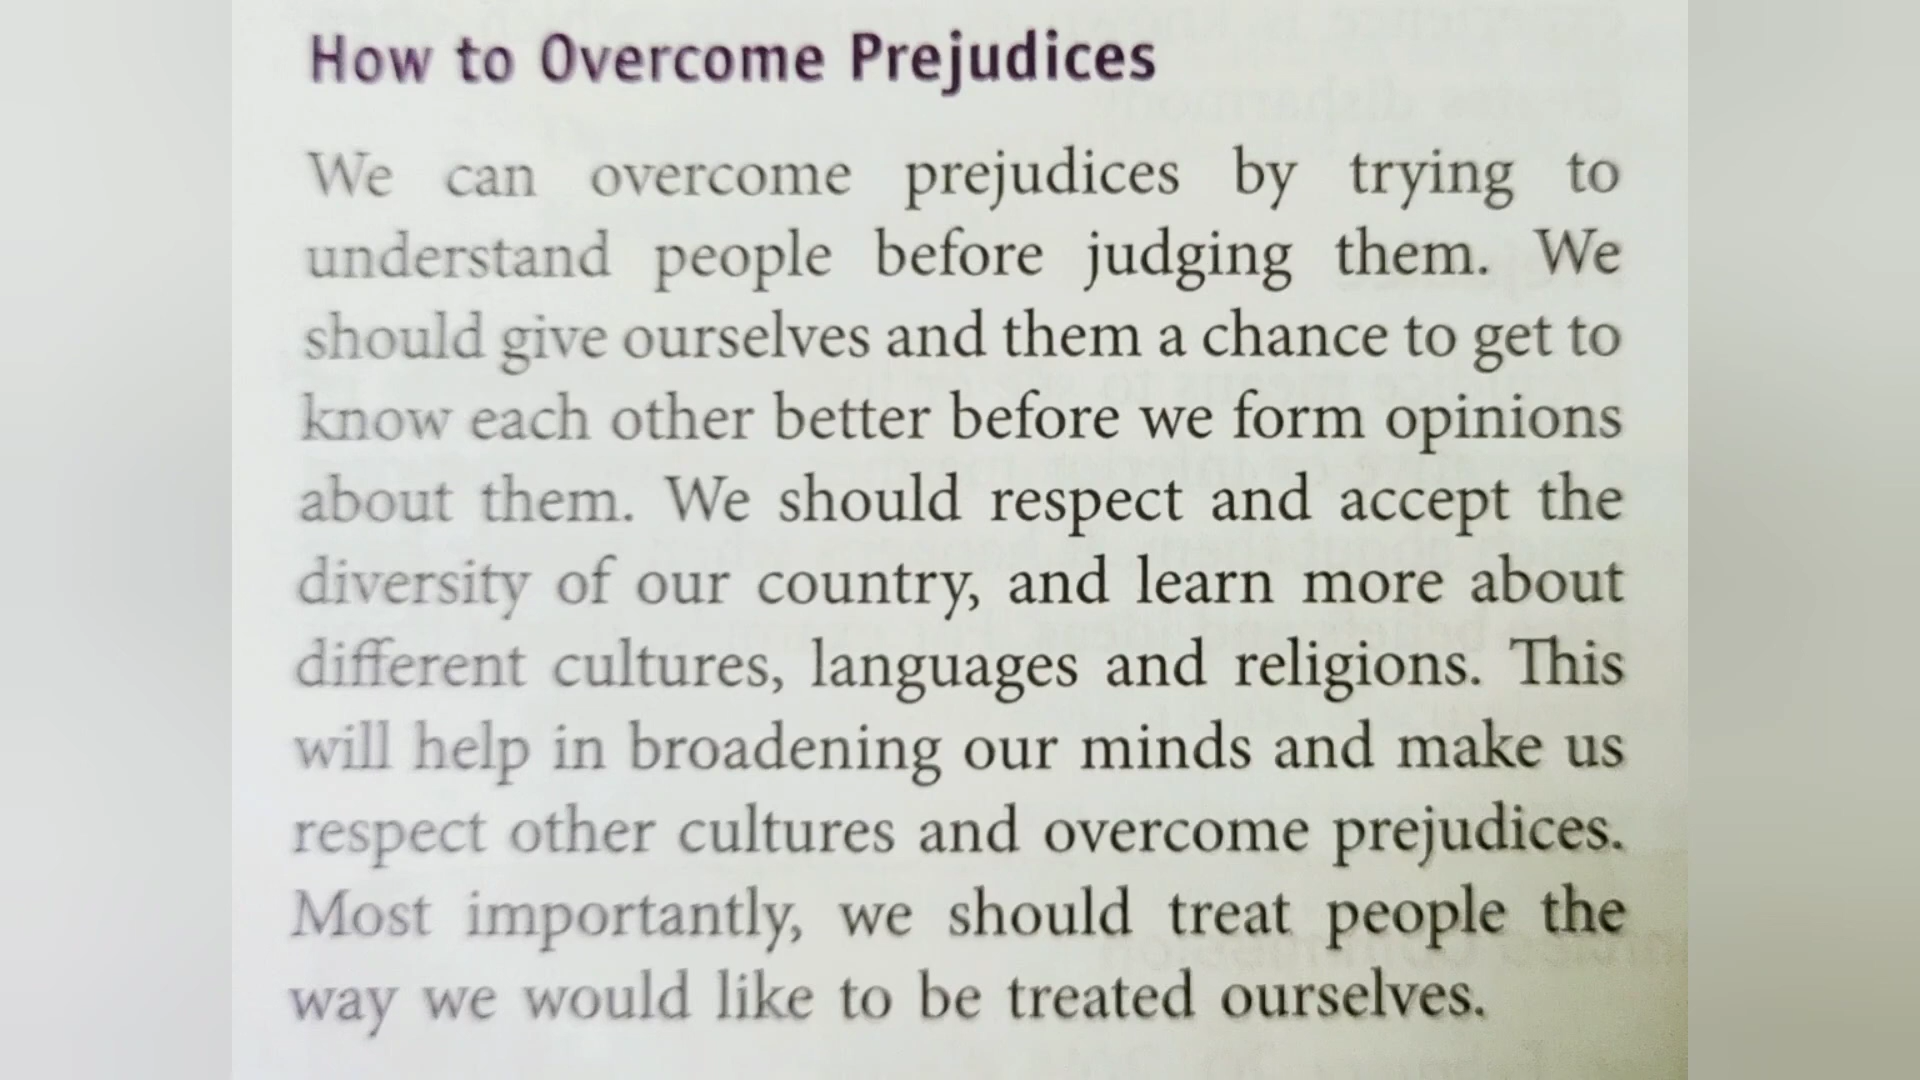 How to Overcome Prejudices
We can overcome prejudices by trying to
understand people before judging them. We
should give ourselves and them a chance to get to
know each other better before we form opinions
about them. We should respect and accept the
diversity of our country, and learn more about
different cultures, languages and religions. This
will help in broadening our minds and make us
respect other cultures and overcome prejudices.
Most importantly, we should treat people the
way we would like to be treated ourselves.